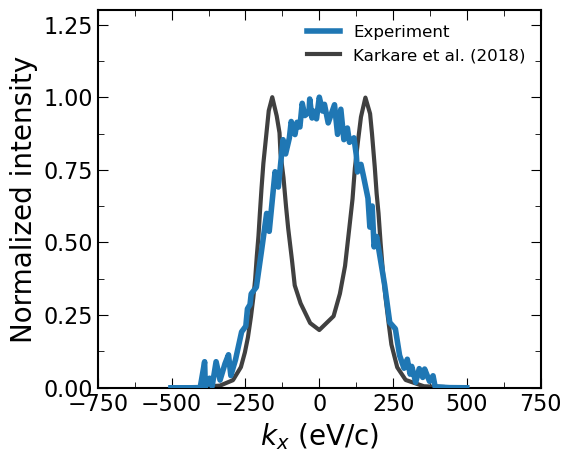 Experiment
Karkare et al. (2018)
Normalized intensity
1.25
1.00
0.75
0.50
0.25
0.00
−750 −500 −250 0 250 500 750
kₓ (eV/c)